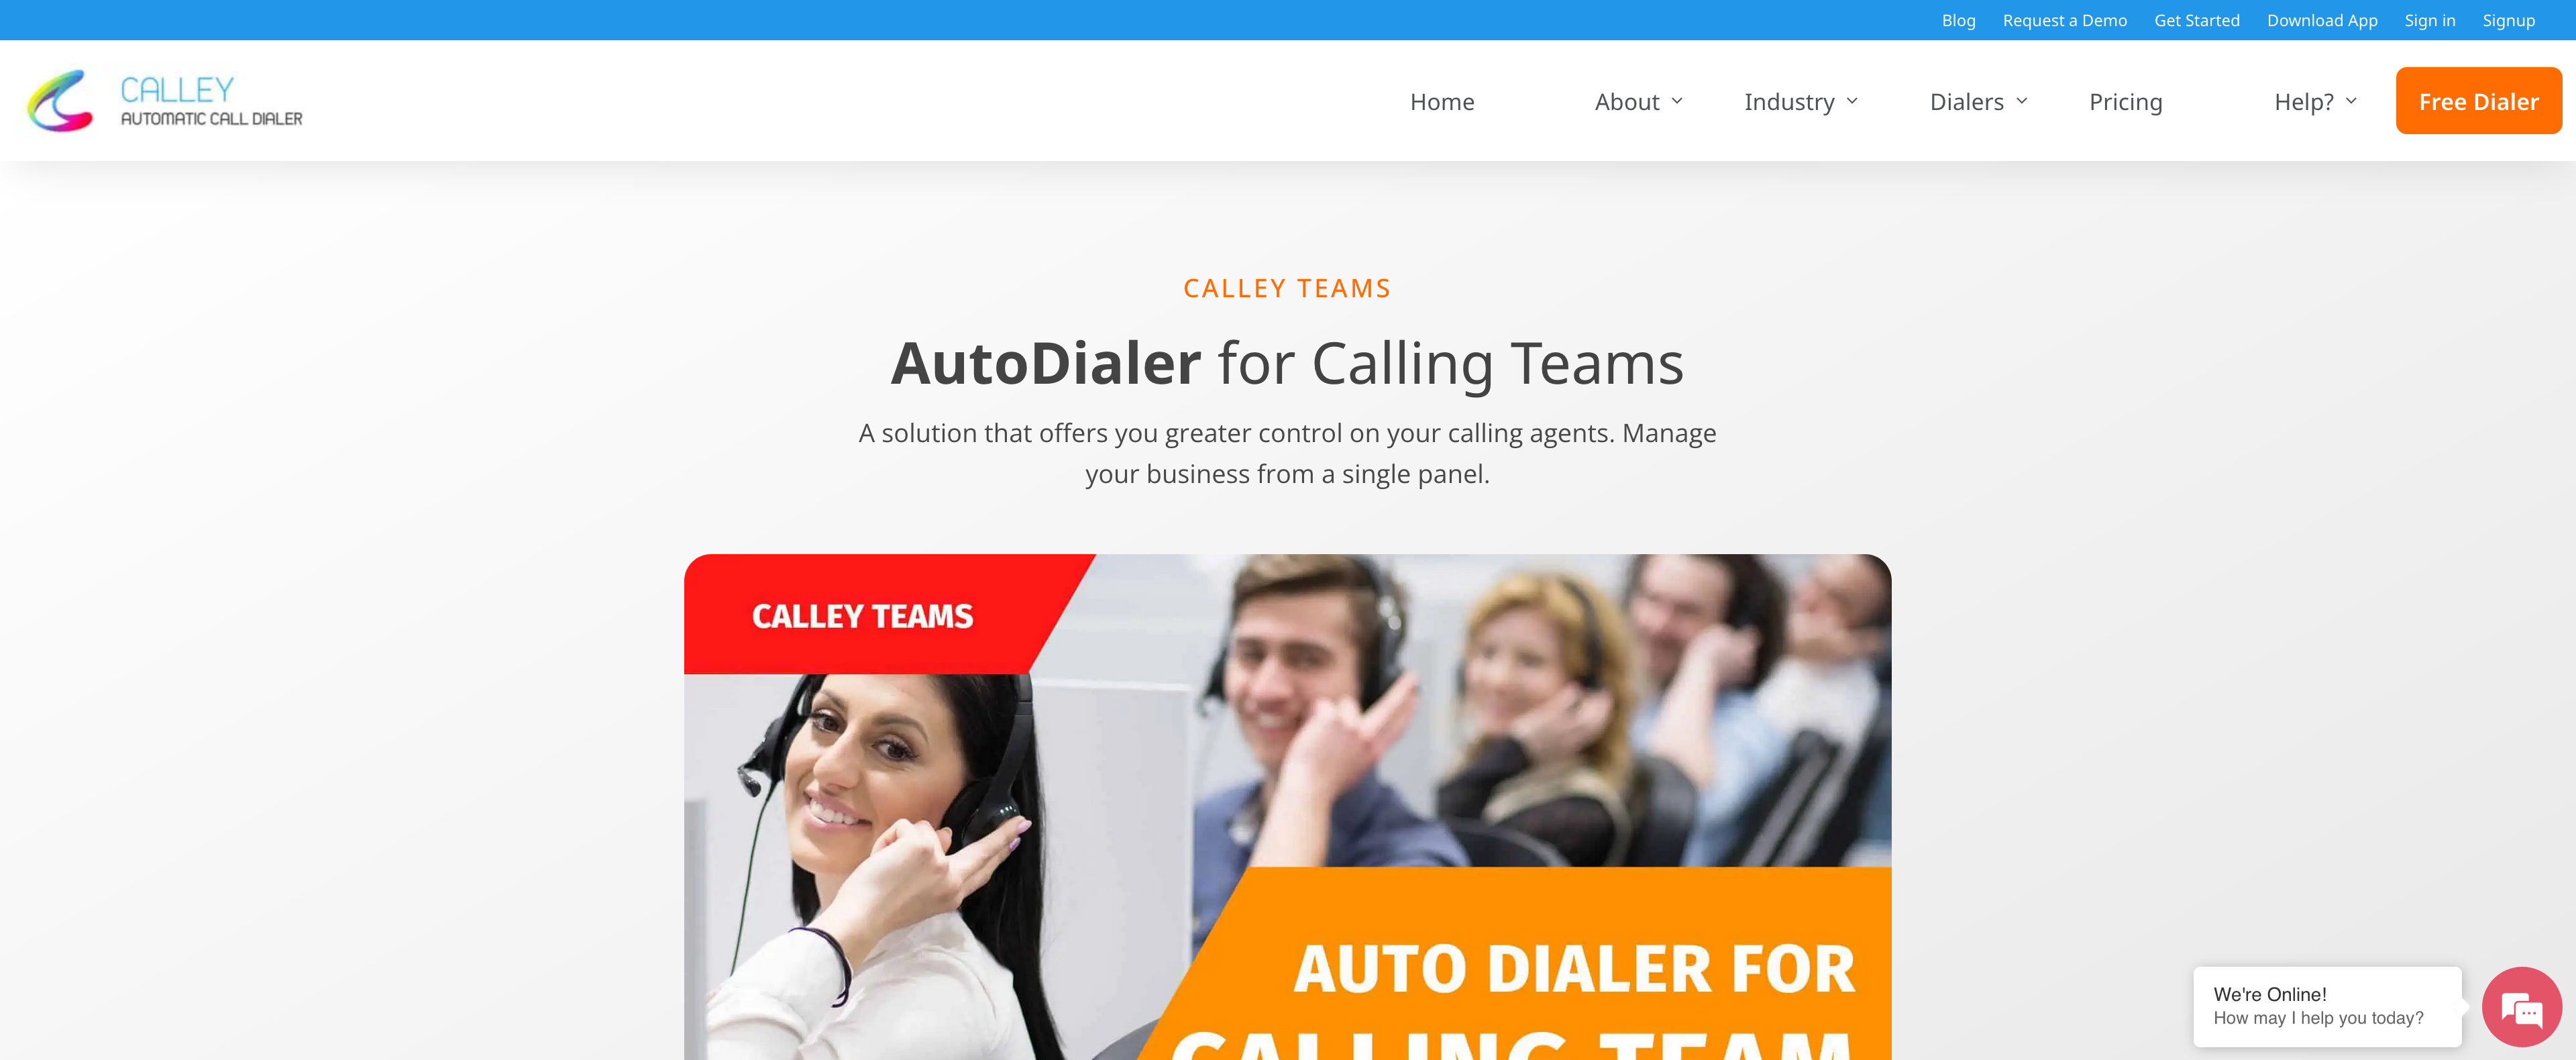 Blog Request a Demo Get Started Download App Sign in Signup
CALLEY
AUTOMATIC CALL DIALER
Home About Industry Dialers Pricing Help? Free Dialer
CALLEY TEAMS
AutoDialer for Calling Teams
A solution that offers you greater control on your calling agents. Manage
your business from a single panel.
CALLEY TEAMS
AUTO DIALER FOR
CALLING TEAM
We're Online!
How may I help you today?